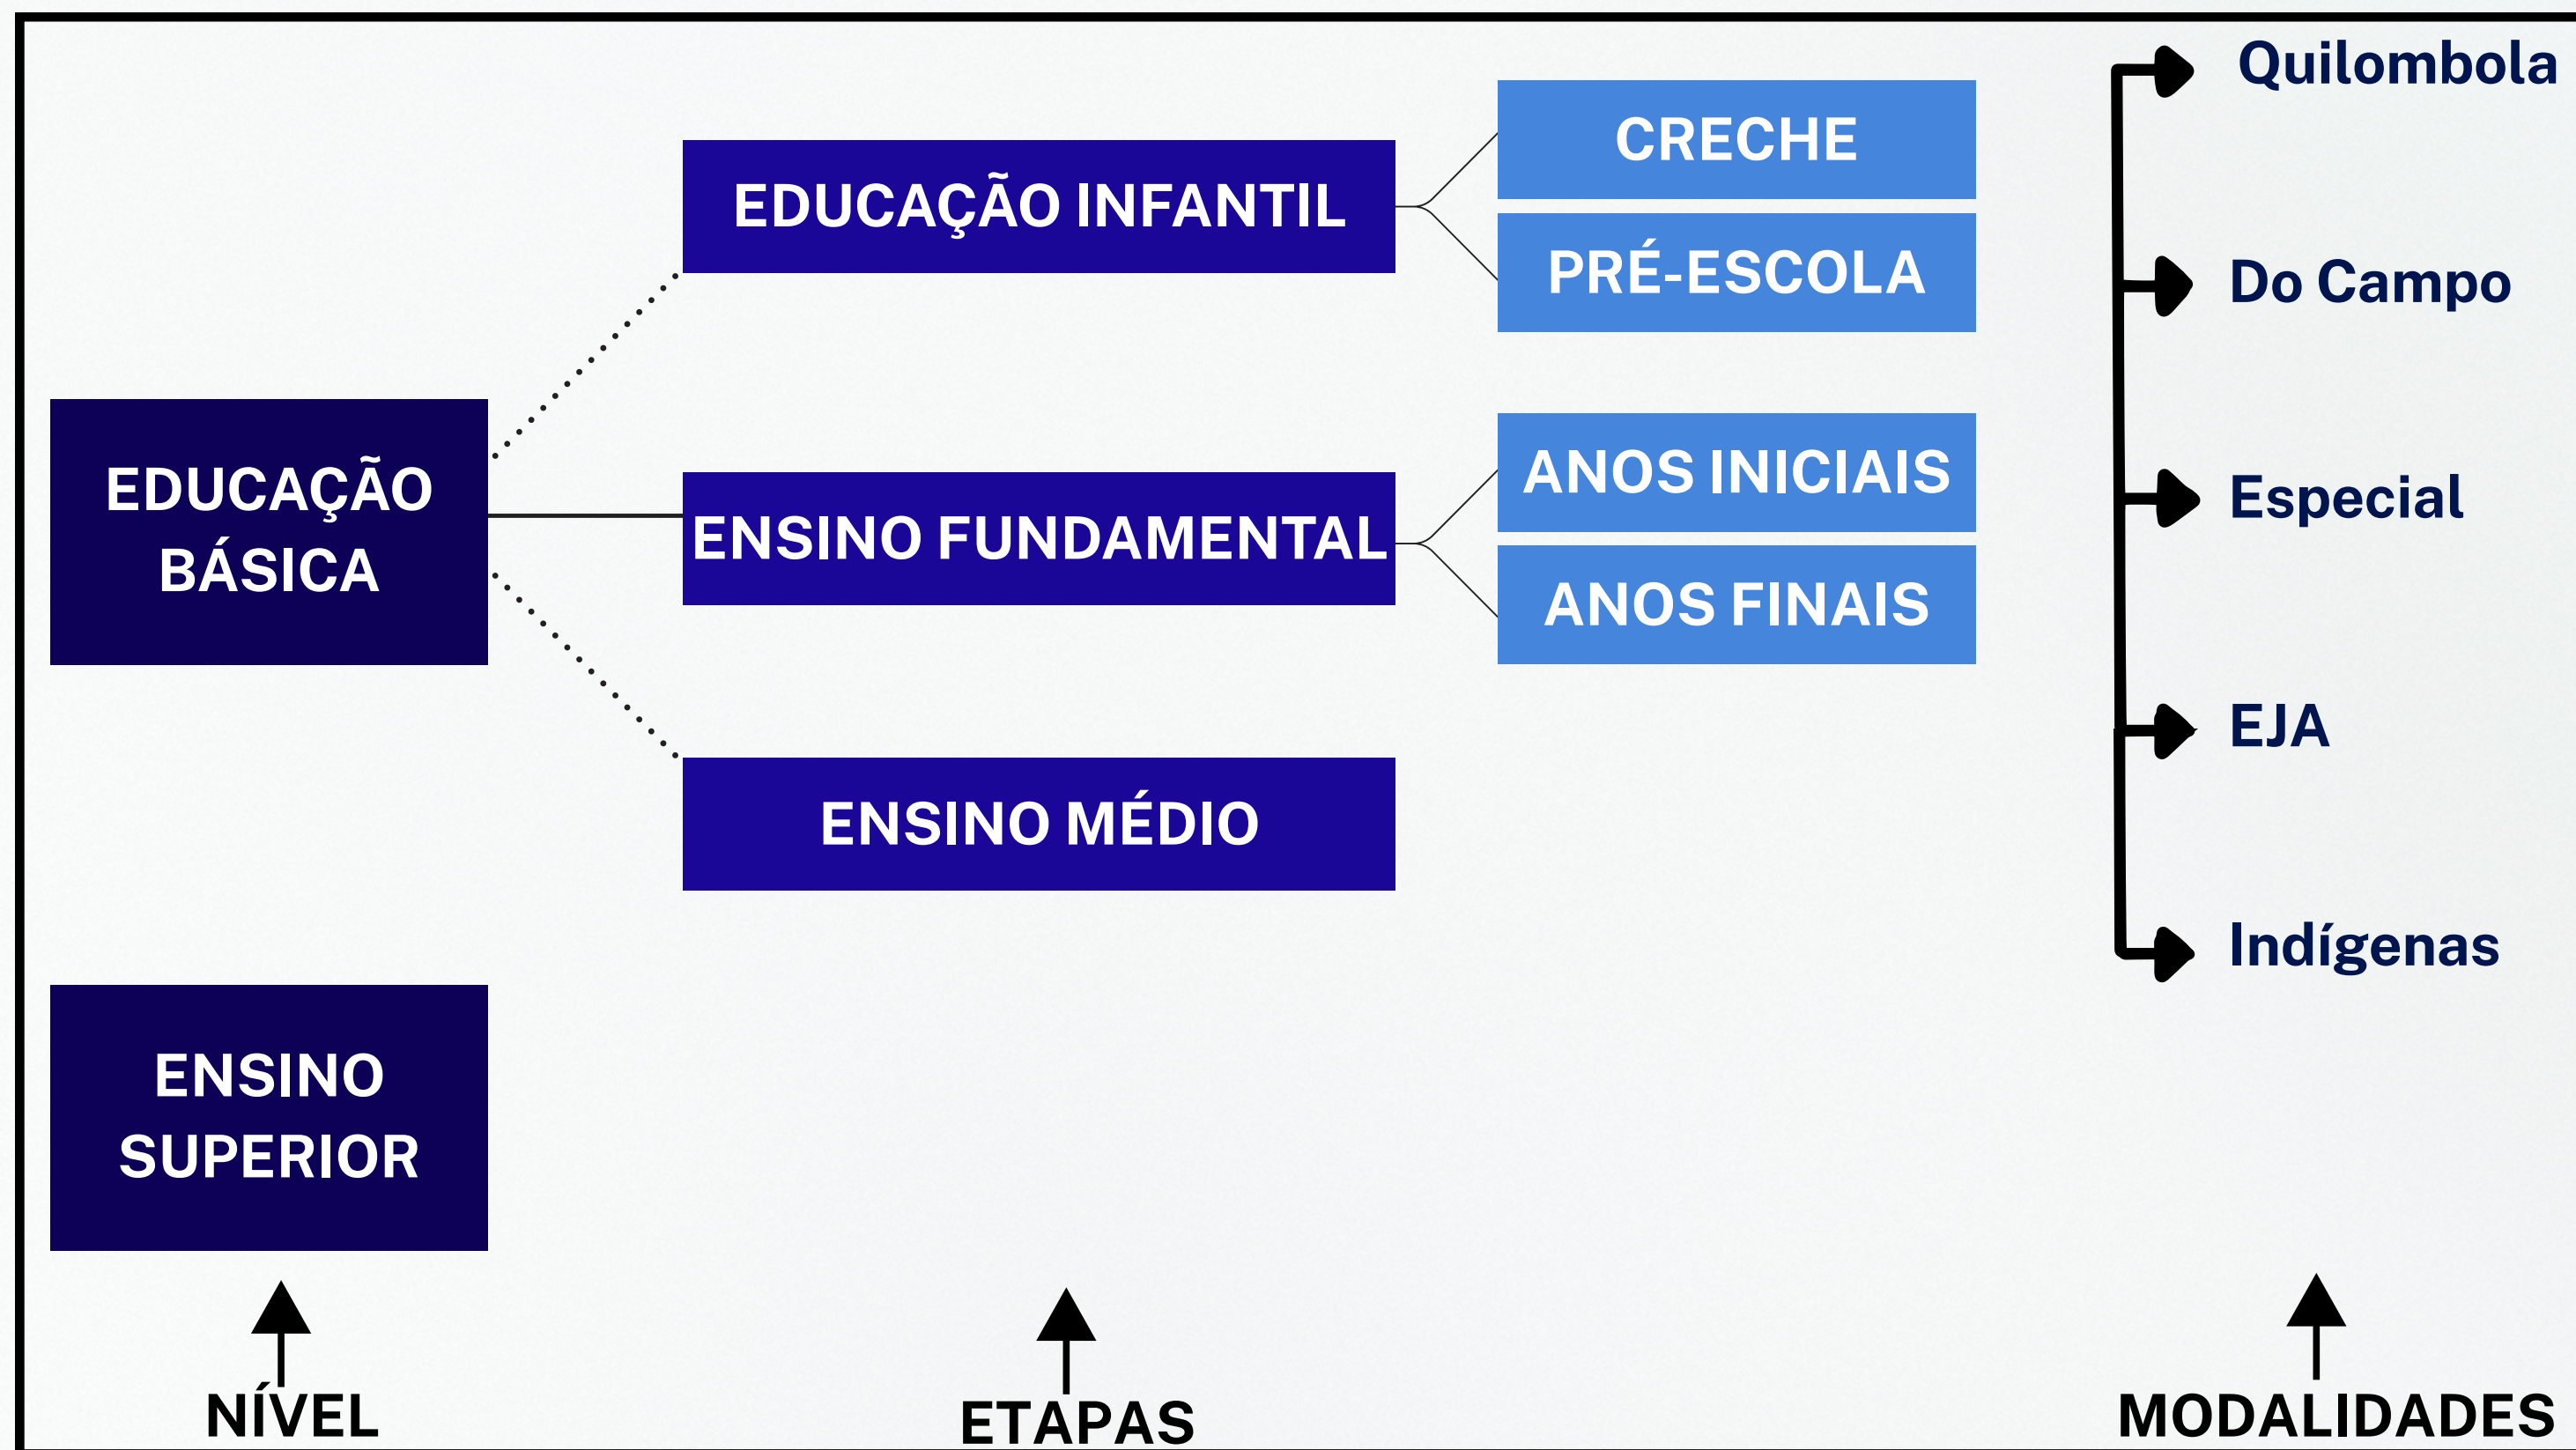 EDUCAÇÃO
BÁSICA
ENSINO
SUPERIOR
EDUCAÇÃO INFANTIL
ENSINO FUNDAMENTAL
ENSINO MÉDIO
CRECHE
PRÉ-ESCOLA
ANOS INICIAIS
ANOS FINAIS
Quilombola
Do Campo
Especial
EJA
Indígenas
NÍVEL
ETAPAS
MODALIDADES